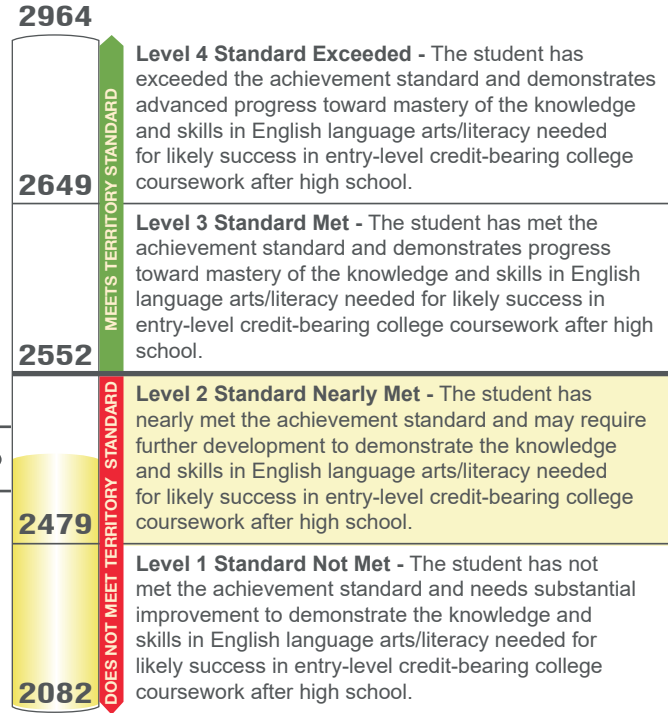 2964
Level 4 Standard Exceeded - The student has
exceeded the achievement standard and demonstrates
advanced progress toward mastery of the knowledge
and skills in English language arts/literacy needed
for likely success in entry-level credit-bearing college
coursework after high school.
2649
MEETS TERRITORY STANDARD
Level 3 Standard Met - The student has met the
achievement standard and demonstrates progress
toward mastery of the knowledge and skills in English
language arts/literacy needed for likely success in
entry-level credit-bearing college coursework after high
school.
2552
Level 2 Standard Nearly Met - The student has
nearly met the achievement standard and may require
further development to demonstrate the knowledge
and skills in English language arts/literacy needed
for likely success in entry-level credit-bearing college
coursework after high school.
2479
DOES NOT MEET TERRITORY STANDARD
Level 1 Standard Not Met - The student has not
met the achievement standard and needs substantial
improvement to demonstrate the knowledge and
skills in English language arts/literacy needed for
likely success in entry-level credit-bearing college
coursework after high school.
2082